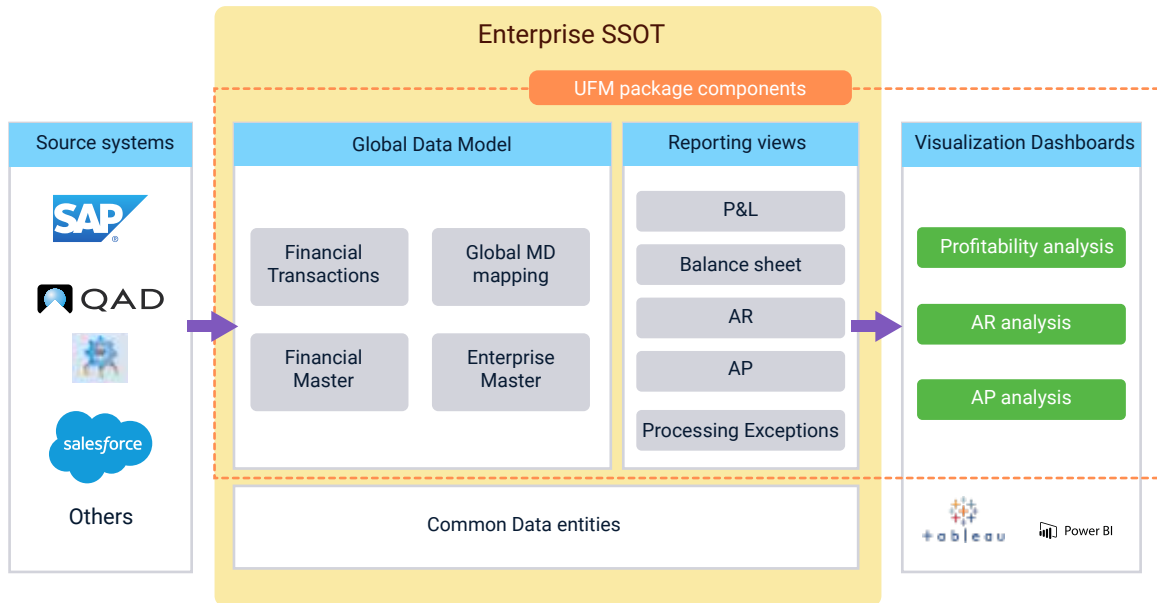 Enterprise SSOT
UFM package components
Source systems
SAP
®
QAD
salesforce
Others
Global Data Model
Financial
Transactions
Global MD
mapping
Financial
Master
Enterprise
Master
Reporting views
P&L
Balance sheet
AR
AP
Processing Exceptions
Common Data entities
Visualization Dashboards
Profitability analysis
AR analysis
AP analysis
+ableau
Power BI